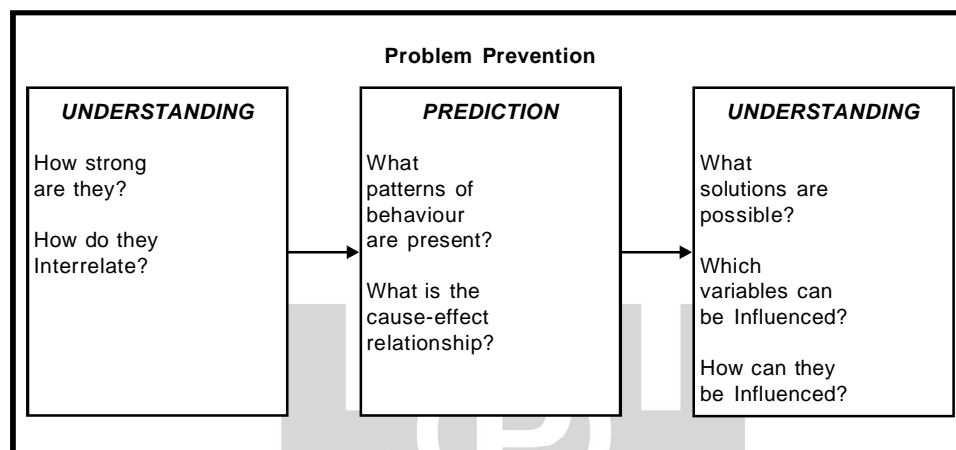 Problem Prevention
UNDERSTANDING
How strong
are they?
How do they
Interrelate?
PREDICTION
What
patterns of
behaviour
are present?
What is the
cause-effect
relationship?
UNDERSTANDING
What
solutions are
possible?
Which
variables can
be Influenced?
How can they
be Influenced?